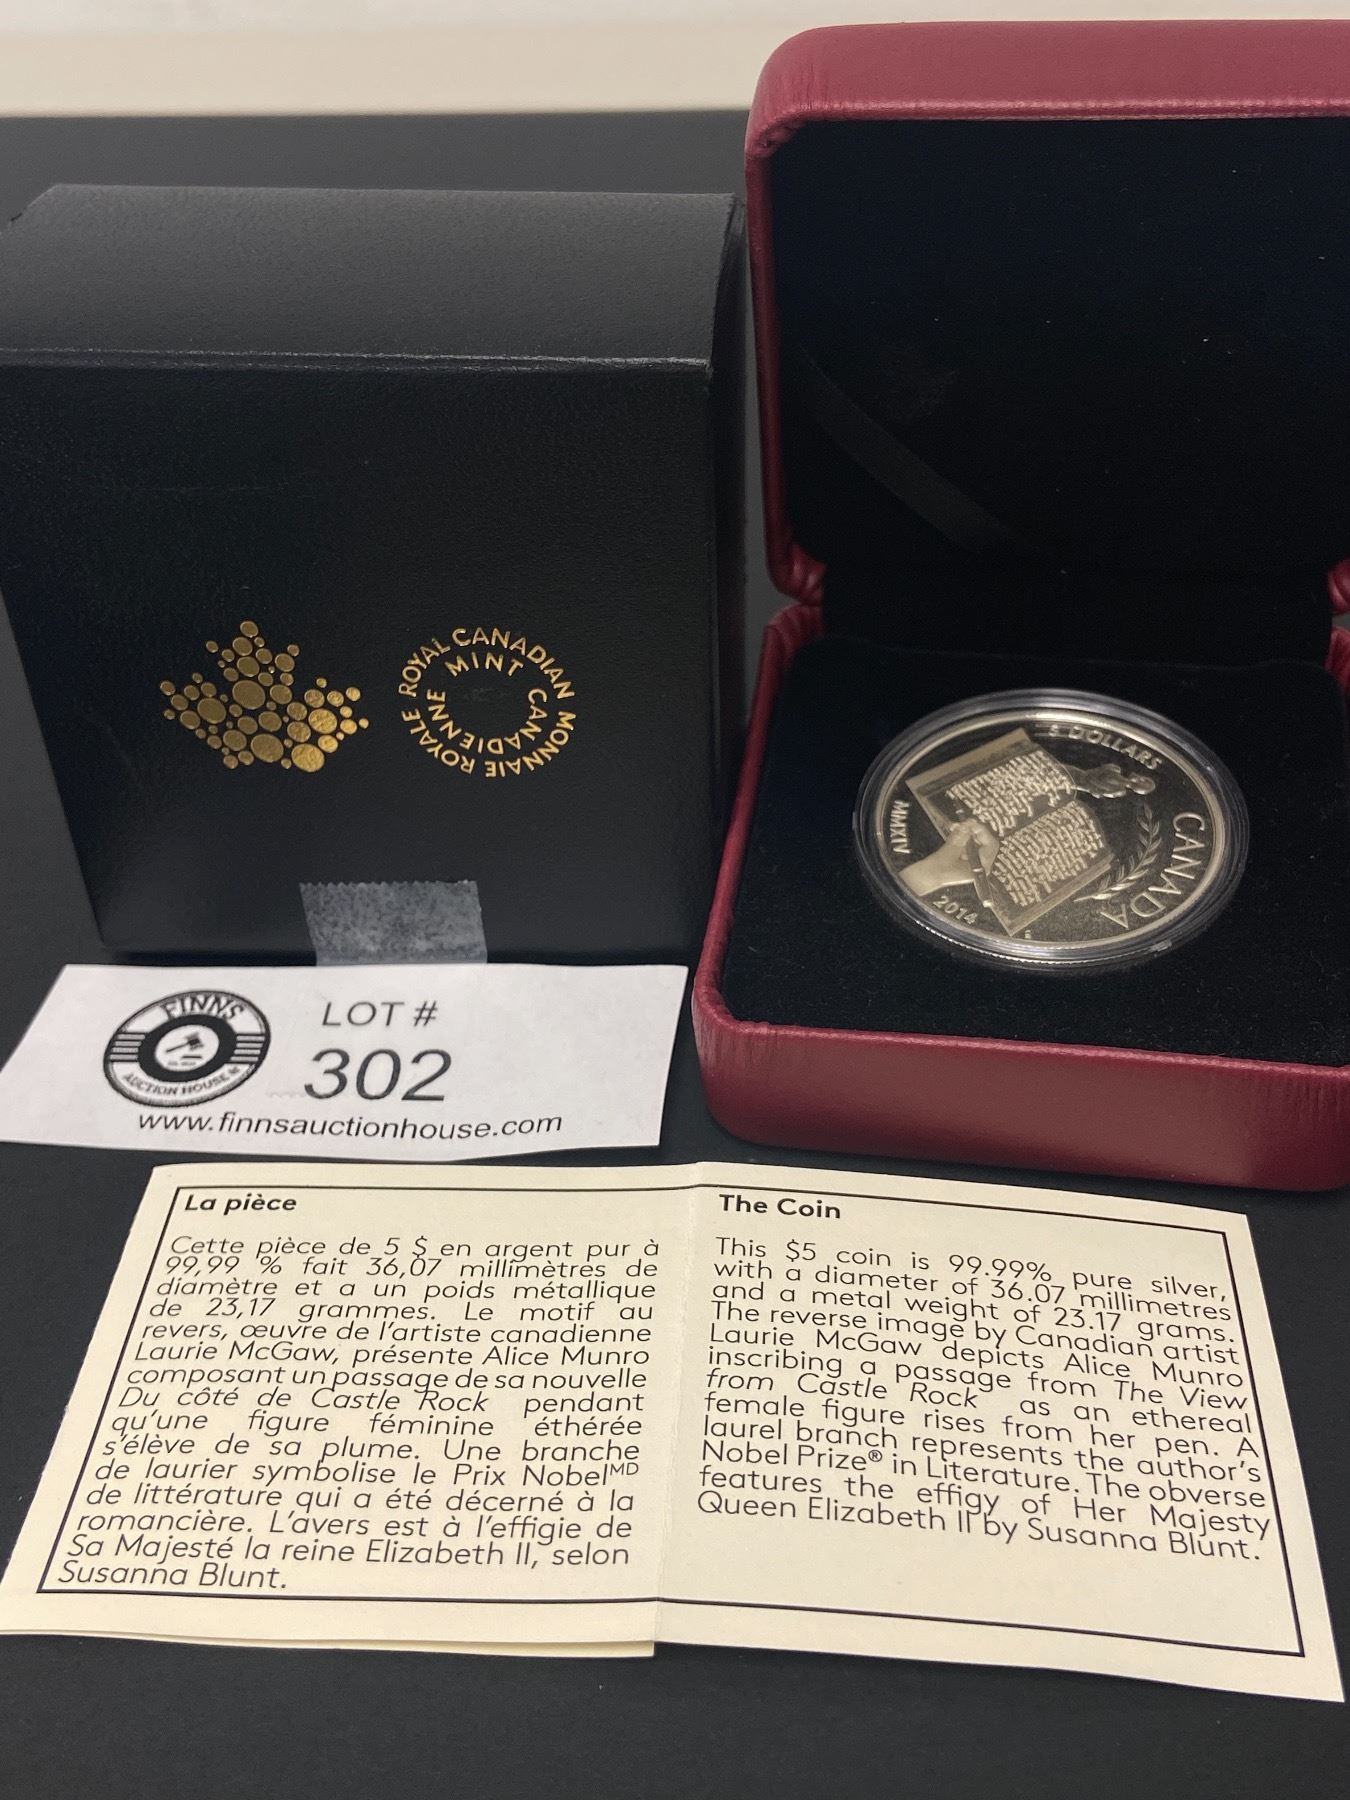 ROYAL CANADIAN MINT
MONNAIE ROYALE CANADIENNE
5 DOLLARS
CANADA
MMXIV
2014
FINNS
AUCTION HOUSE
LOT #
302
www.finnsauctionhouse.com
La pièce
Cette pièce de 5 $ en argent pur à
99,99 % fait 36,07 millimètres de
diamètre et a un poids métallique
de 23,17 grammes. Le motif au
revers, œuvre de l'artiste canadienne
Laurie McGaw, présente Alice Munro
composant un passage de sa nouvelle
Du côté de Castle Rock pendant
qu'une figure féminine éthérée
s'élève de sa plume. Une branche
de laurier symbolise le Prix NobelMD
de littérature qui a été décerné à la
romancière. L'avers est à l'effigie de
Sa Majesté la reine Elizabeth II, selon
Susanna Blunt.
The Coin
This $5 coin is 99.99% pure silver,
with a diameter of 36.07 millimetres
and a metal weight of 23.17 grams.
The reverse image by Canadian artist
Laurie McGaw depicts Alice Munro
inscribing a passage from The View
from Castle Rock as an ethereal
female figure rises from her pen. A
laurel branch represents the author's
Nobel Prize® in Literature. The obverse
features the effigy of Her Majesty
Queen Elizabeth II by Susanna Blunt.